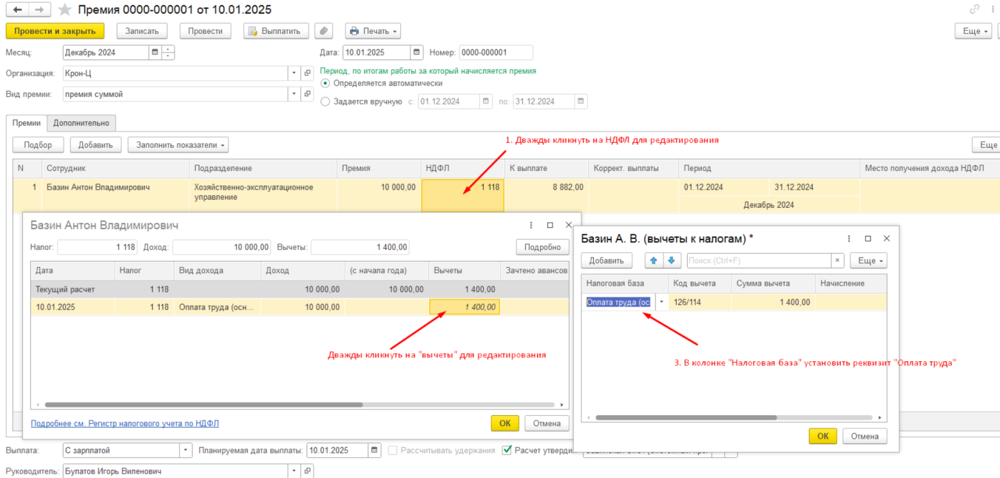 Премия 0000-000001 от 10.01.2025
Провести и закрыть Записать Провести Выплатить Печать Еще
Месяц: Декабрь 2024 Дата: 10.01.2025 Номер: 0000-000001
Организация: Крон-Ц Период, по итогам работы за который начисляется премия
Определяется автоматически
Вид премии: премия суммой Задается вручную с: 01.12.2024 по: 31.12.2024
Премии Дополнительно
Подбор Добавить Заполнить показатели 1. Дважды кликнуть на НДФЛ для редактирования Еще
N Сотрудник Подразделение Премия НДФЛ К выплате Коррект. выплаты Период Место получения дохода НДФЛ
1 Базин Антон Владимирович Хозяйственно-эксплуатационное 10 000,00 1 118 8 882,00 01.12.2024 31.12.2024
управление Декабрь 2024
Базин Антон Владимирович
Налог: 1 118 Доход: 10 000,00 Вычеты: 1 400,00 Подробно
Дата Налог Вид дохода Доход (с начала года) Вычеты Зачтено авансов
Текущий расчет 1 118 10 000,00 10 000,00 1 400,00
10.01.2025 1 118 Оплата труда (осн... 10 000,00 1 400,00
Дважды кликнуть на "вычеты" для редактирования
Подробнее см. Регистр налогового учета по НДФЛ ОК Отмена
Базин А. В. (вычеты к налогам) *
Добавить Поиск (Ctrl+F) × Еще
Налоговая база Код вычета Сумма вычета Начисление
Оплата труда (ос 126/114 1 400,00
3. В колонке "Налоговая база" установить реквизит "Оплата труда"
ОК Отмена
Выплата: С зарплатой Планируемая дата выплаты: 10.01.2025 Рассчитывать удержания Расчет утвердил
Руководитель: Булатов Игорь Виленович